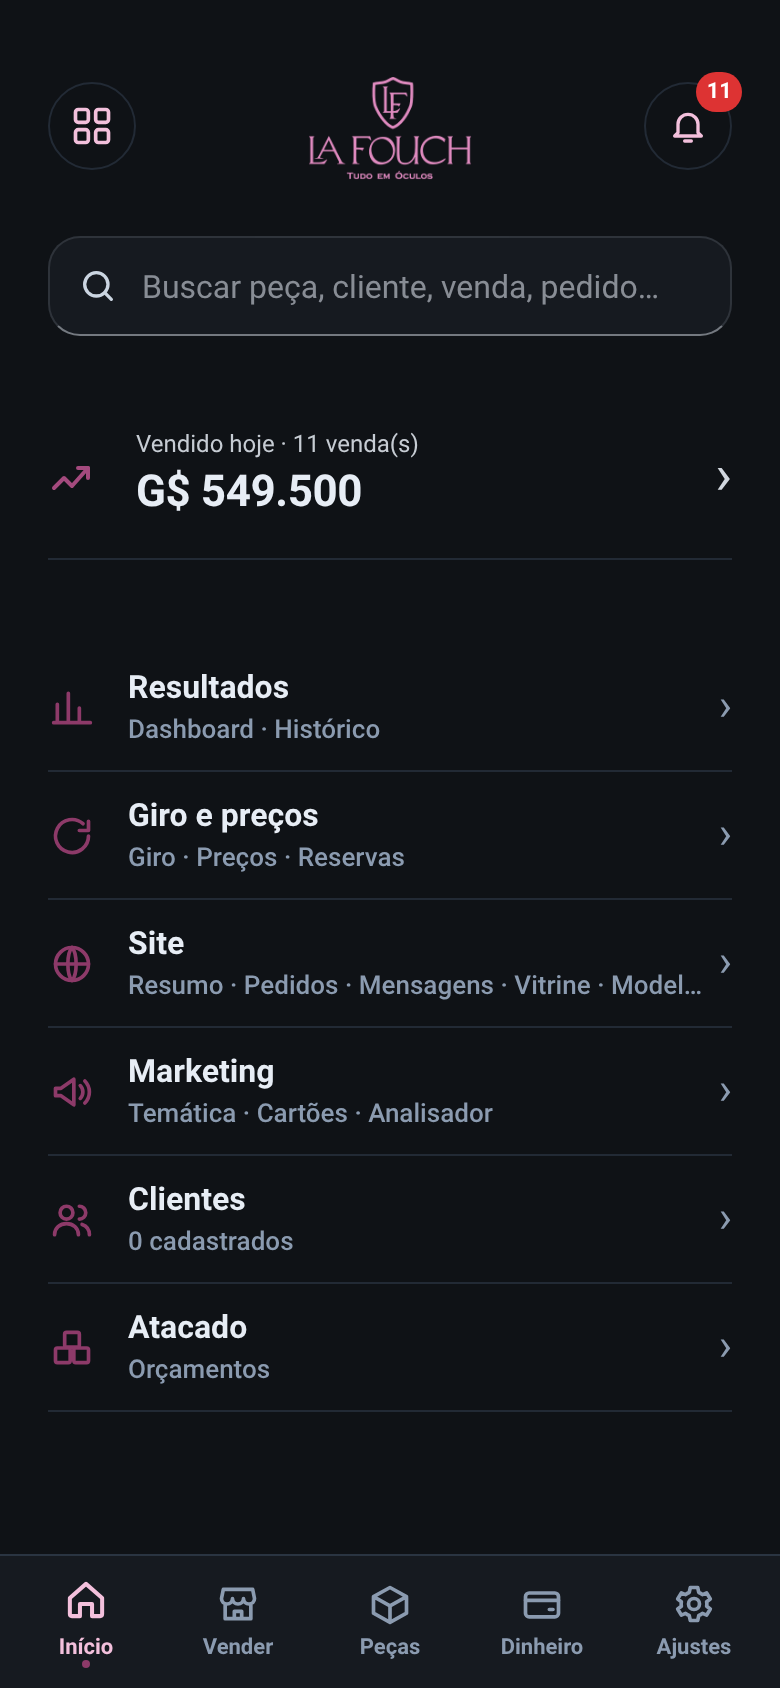 11
LF
LA FOUCH
TUDO EM ÓCULOS
Buscar peça, cliente, venda, pedido...
Vendido hoje · 11 venda(s)
G$ 549.500
Resultados
Dashboard · Histórico
Giro e preços
Giro · Preços · Reservas
Site
Resumo · Pedidos · Mensagens · Vitrine · Model...
Marketing
Temática · Cartões · Analisador
Clientes
0 cadastrados
Atacado
Orçamentos
Início
Vender
Peças
Dinheiro
Ajustes